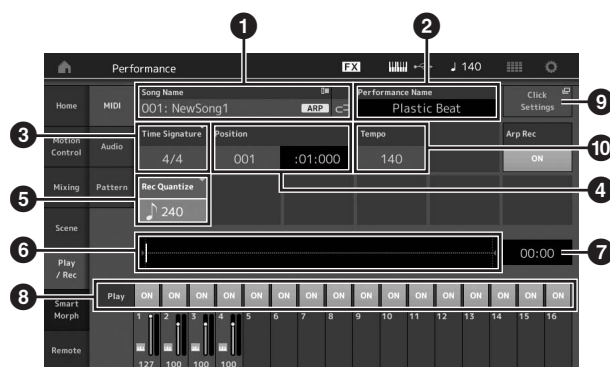 1 2
Performance FX 140
Song Name Performance Name Click Settings 9
001: NewSong1 ARP Plastic Beat
Home MIDI
3 Time Signature Position Tempo 10 Arp Rec
Motion Control Audio 4/4 001 :01:000 140 ON
Mixing Pattern 5 Rec Quantize 4
240
Scene
6 00:00 7
Play / Rec
8 Play ON ON ON ON ON ON ON ON ON ON ON ON ON ON ON ON
Smart Morph 1 2 3 4 5 6 7 8 9 10 11 12 13 14 15 16
Remote 127 100 100 100